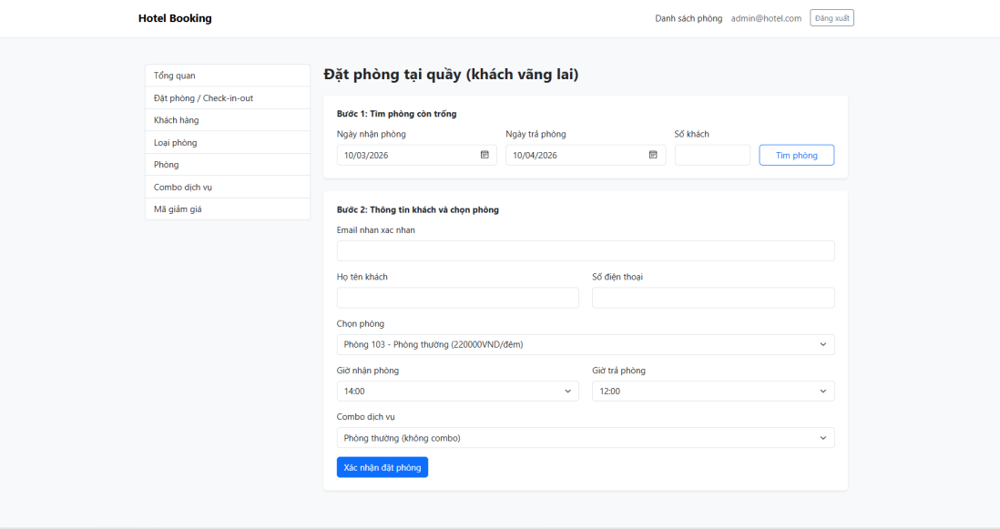 Hotel Booking
Danh sách phòng admin@hotel.com Đăng xuất
Tổng quan
Đặt phòng / Check-in-out
Khách hàng
Loại phòng
Phòng
Combo dịch vụ
Mã giảm giá
Đặt phòng tại quầy (khách vãng lai)
Bước 1: Tìm phòng còn trống
Ngày nhận phòng Ngày trả phòng Số khách
10/03/2026 10/04/2026 Tìm phòng
Bước 2: Thông tin khách và chọn phòng
Email nhan xac nhan
Họ tên khách Số điện thoại
Chọn phòng
Phòng 103 - Phòng thường (220000VND/đêm)
Giờ nhận phòng Giờ trả phòng
14:00 12:00
Combo dịch vụ
Phòng thường (không combo)
Xác nhận đặt phòng